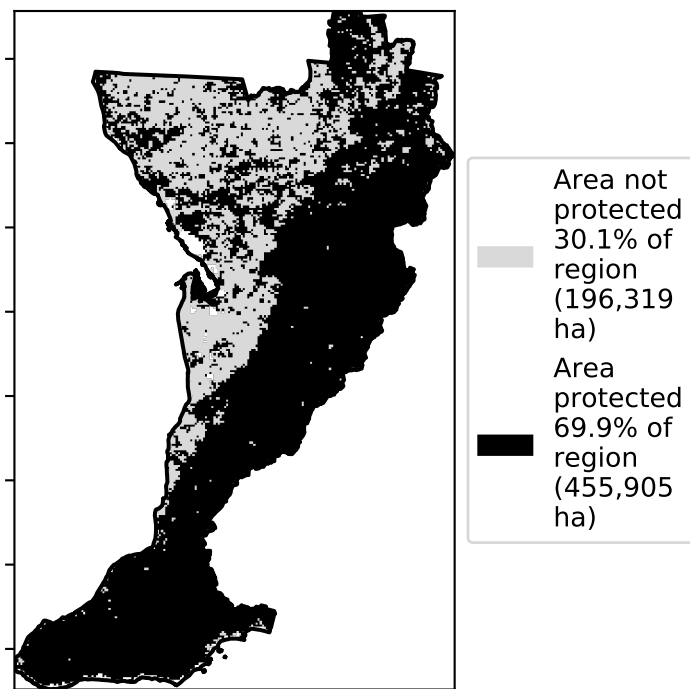 Area not
protected
30.1% of
region
(196,319
ha)
Area
protected
69.9% of
region
(455,905
ha)